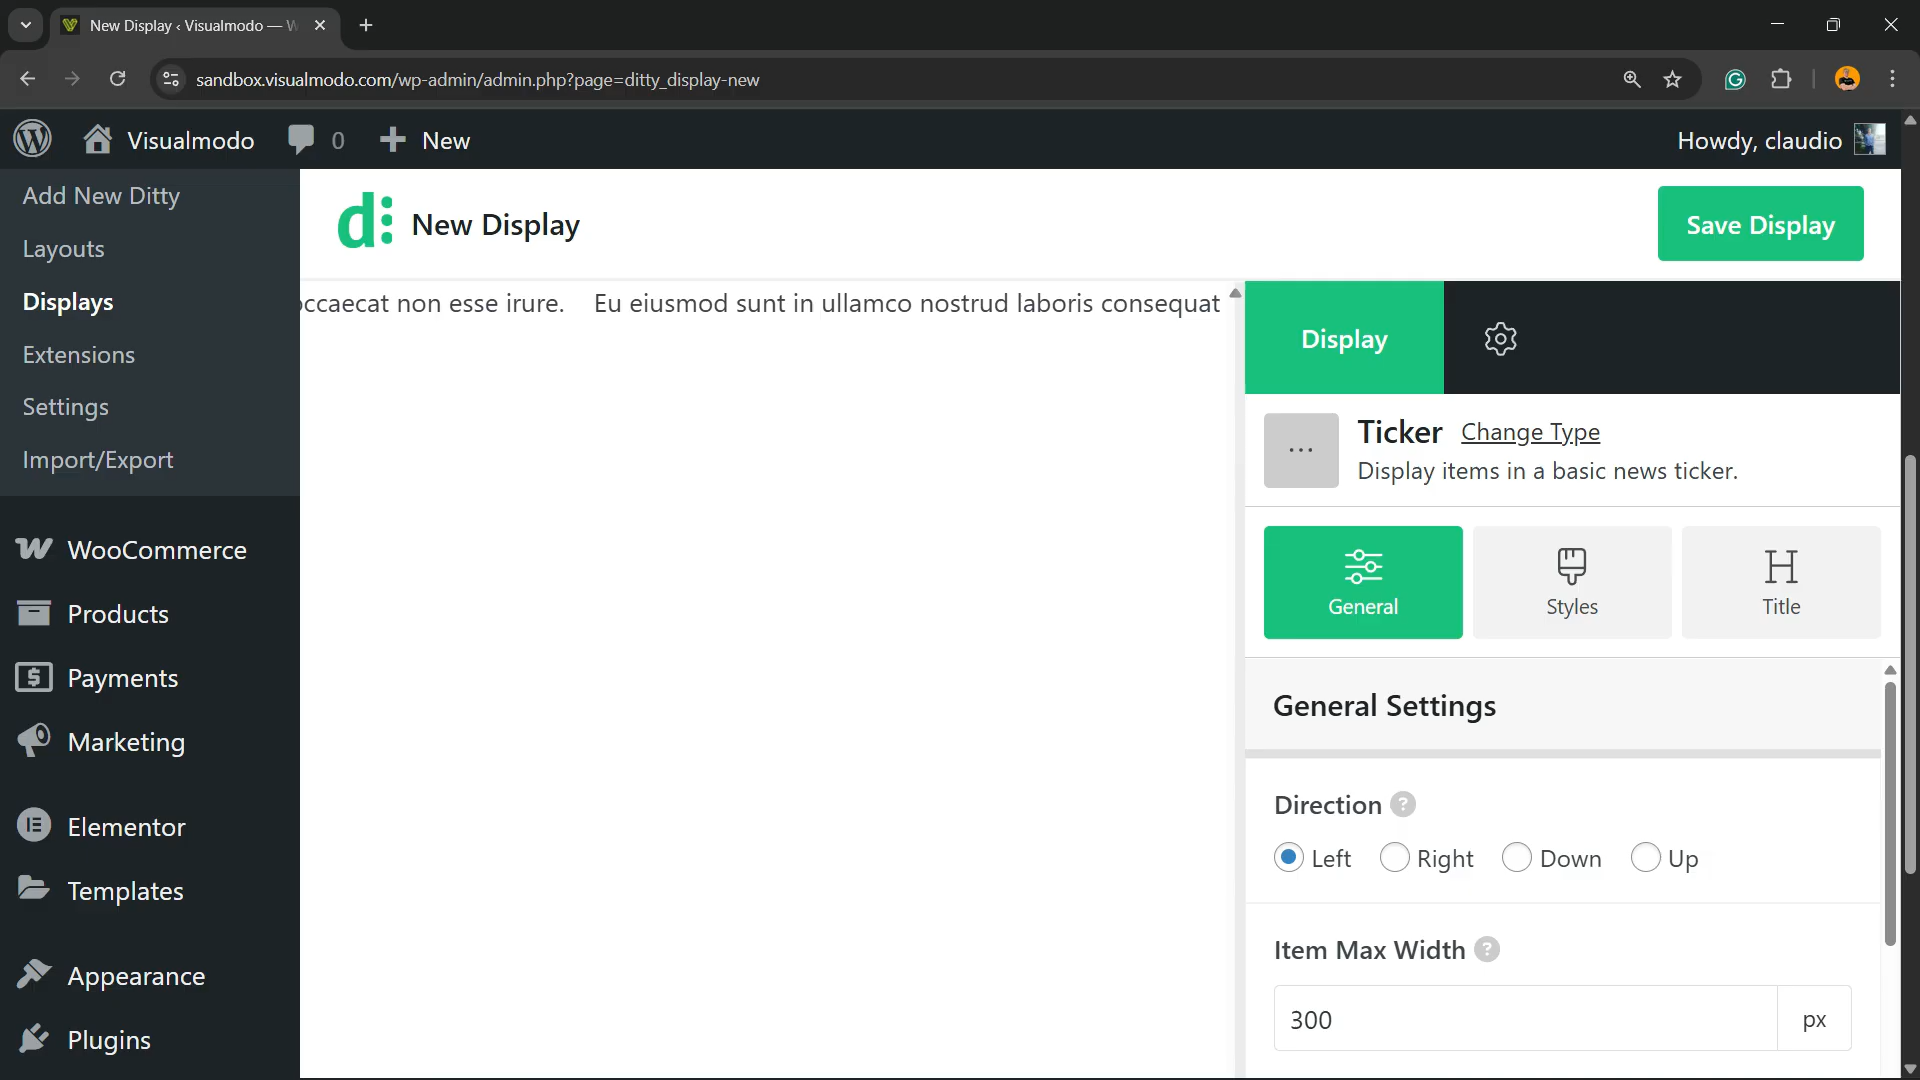 New Display ‹ Visualmodo —
sandbox.visualmodo.com/wp-admin/admin.php?page=ditty_display-new
Visualmodo 0 New
Howdy, claudio
Add New Ditty
Layouts
Displays
Extensions
Settings
Import/Export
WooCommerce
Products
Payments
Marketing
Elementor
Templates
Appearance
Plugins
d New Display
Save Display
ccaecat non esse irure. Eu eiusmod sunt in ullamco nostrud laboris consequat
Display
Ticker Change Type
Display items in a basic news ticker.
General
Styles
H
Title
General Settings
Direction ?
Left Right Down Up
Item Max Width ?
300 px